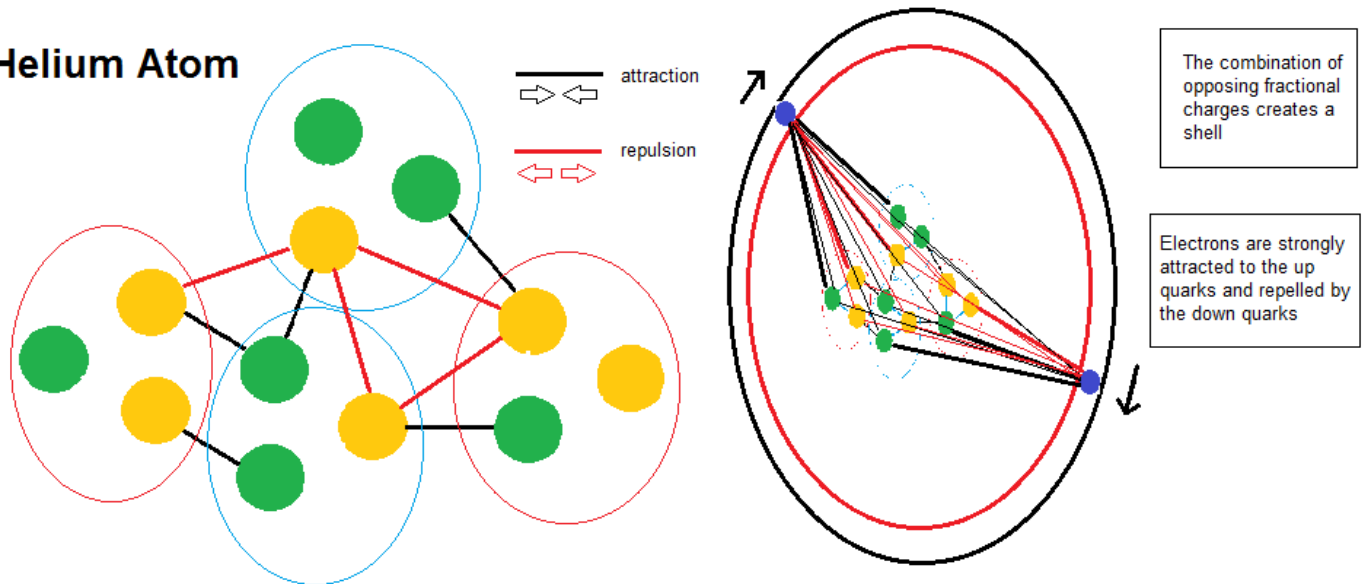 Helium Atom
attraction
repulsion
The combination of
opposing fractional
charges creates a
shell
Electrons are strongly
attracted to the up
quarks and repelled by
the down quarks